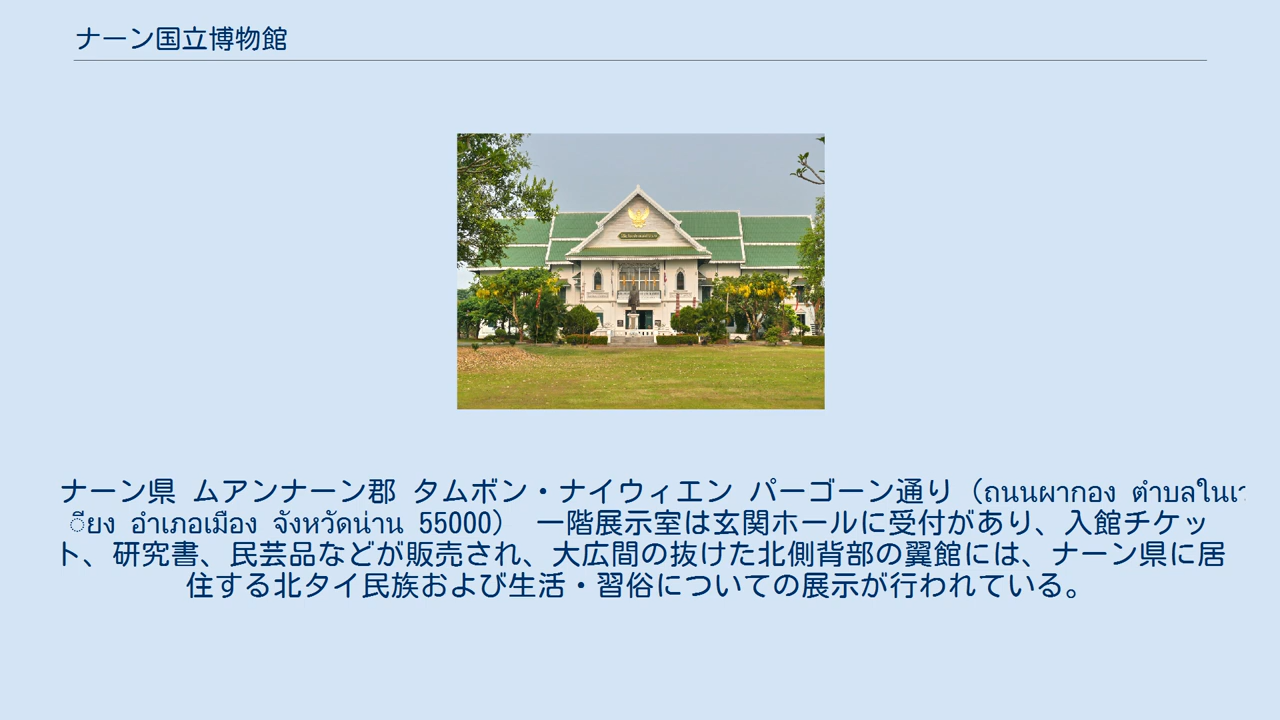 ナーン国立博物館
ナーン県 ムアンナーン郡 タムボン・ナイウィエン パーゴーン通り（ถนนผากอง ตำบลในเว
ียง อำเภอเมือง จังหวัดน่าน 55000） 一階展示室は玄関ホールに受付があり、入館チケッ
ト、研究書、民芸品などが販売され、大広間の抜けた北側背部の翼館には、ナーン県に居
住する北タイ民族および生活・習俗についての展示が行われている。